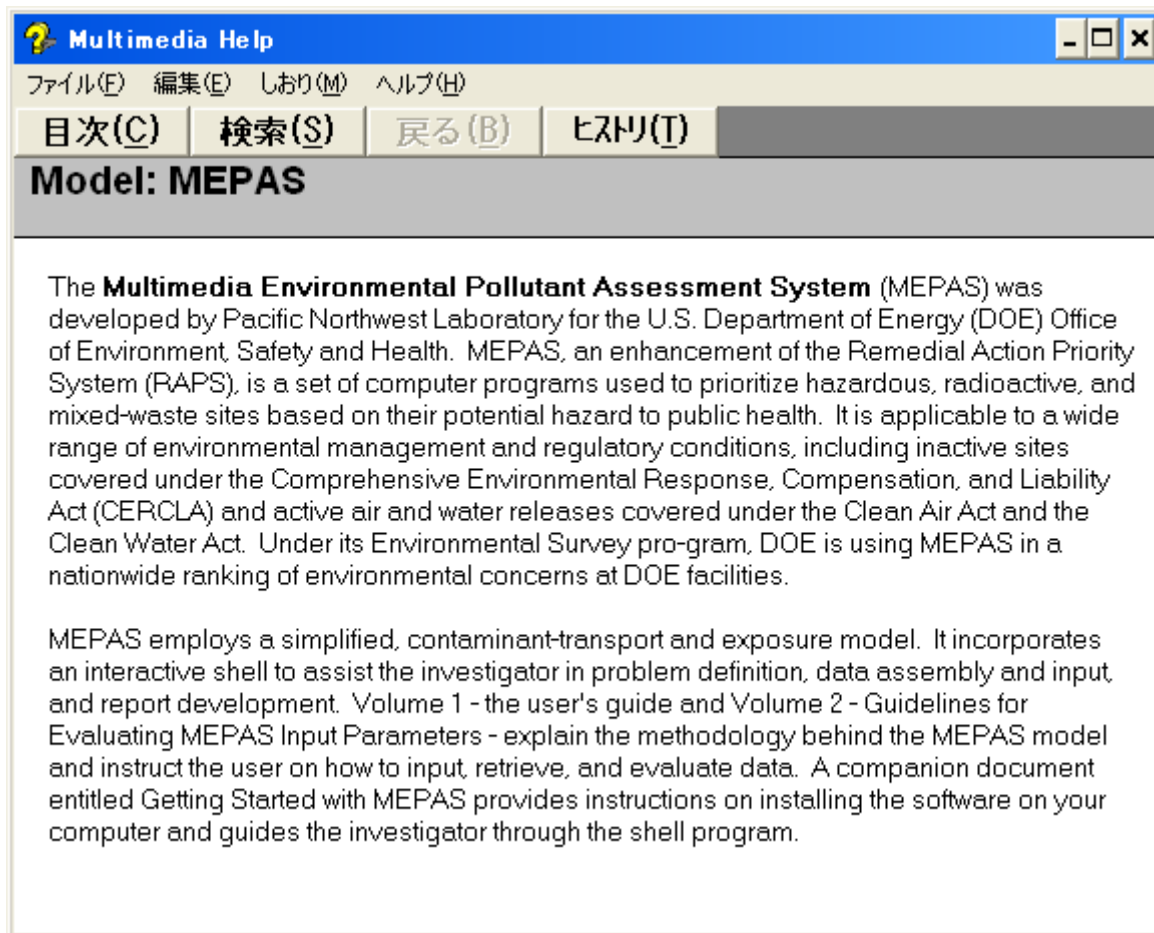 Multimedia Help
ファイル(F) 編集(E) しおり(M) ヘルプ(H)
目次(C) 検索(S) 戻る(B) ヒストリ(T)
Model: MEPAS
The Multimedia Environmental Pollutant Assessment System (MEPAS) was
developed by Pacific Northwest Laboratory for the U.S. Department of Energy (DOE) Office
of Environment, Safety and Health. MEPAS, an enhancement of the Remedial Action Priority
System (RAPS), is a set of computer programs used to prioritize hazardous, radioactive, and
mixed-waste sites based on their potential hazard to public health. It is applicable to a wide
range of environmental management and regulatory conditions, including inactive sites
covered under the Comprehensive Environmental Response, Compensation, and Liability
Act (CERCLA) and active air and water releases covered under the Clean Air Act and the
Clean Water Act. Under its Environmental Survey pro-gram, DOE is using MEPAS in a
nationwide ranking of environmental concerns at DOE facilities.
MEPAS employs a simplified, contaminant-transport and exposure model. It incorporates
an interactive shell to assist the investigator in problem definition, data assembly and input,
and report development. Volume 1 - the user's guide and Volume 2 - Guidelines for
Evaluating MEPAS Input Parameters - explain the methodology behind the MEPAS model
and instruct the user on how to input, retrieve, and evaluate data. A companion document
entitled Getting Started with MEPAS provides instructions on installing the software on your
computer and guides the investigator through the shell program.